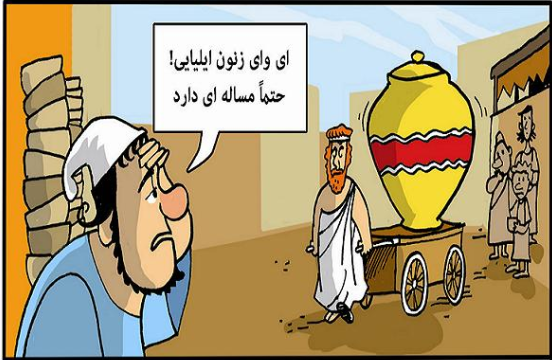 ای وای زنون ایلیایی!
حتماً مساله ای دارد